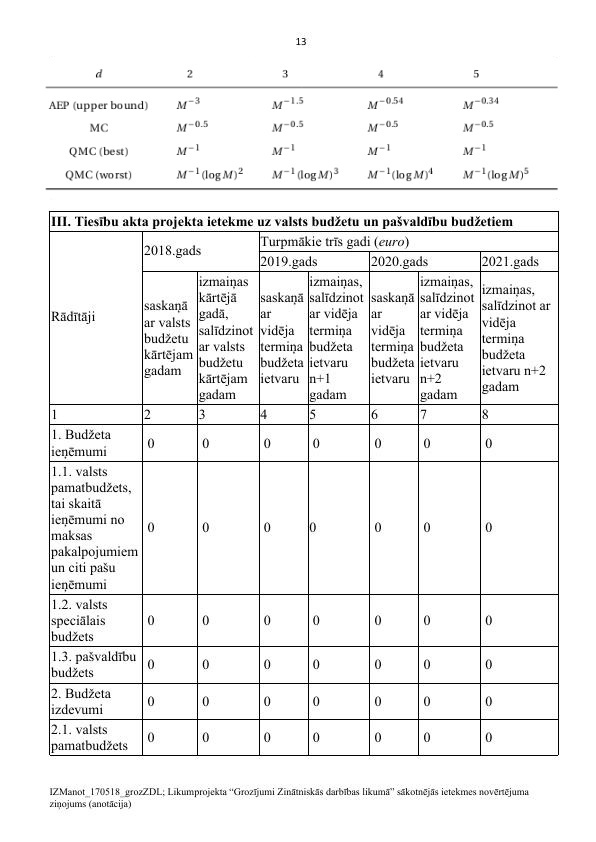 13
d 2 3 4 5
AEP (upper bound) M⁻³ M⁻¹·⁵ M⁻⁰·⁵⁴ M⁻⁰·³⁴
MC M⁻⁰·⁵ M⁻⁰·⁵ M⁻⁰·⁵ M⁻⁰·⁵
QMC (best) M⁻¹ M⁻¹ M⁻¹ M⁻¹
QMC (worst) M⁻¹(log M)² M⁻¹(log M)³ M⁻¹(log M)⁴ M⁻¹(log M)⁵
III. Tiesību akta projekta ietekme uz valsts budžetu un pašvaldību budžetiem
Rādītāji
2018.gads
Turpmākie trīs gadi (euro)
2019.gads 2020.gads 2021.gads
saskaņā
ar valsts
budžetu
kārtējam
gadam
izmaiņas
kārtējā
gadā,
salīdzinot
ar valsts
budžetu
kārtējam
gadam
saskaņā
ar
vidēja
termiņa
budžeta
ietvaru
izmaiņas,
salīdzinot
ar vidēja
termiņa
budžeta
ietvaru
n+1
gadam
saskaņā
ar
vidēja
termiņa
budžeta
ietvaru
izmaiņas,
salīdzinot
ar vidēja
termiņa
budžeta
ietvaru
n+2
gadam
izmaiņas,
salīdzinot ar
vidēja
termiņa
budžeta
ietvaru n+2
gadam
1 2 3 4 5 6 7 8
1. Budžeta
ieņēmumi
0 0 0 0 0 0 0
1.1. valsts
pamatbudžets,
tai skaitā
ieņēmumi no
maksas
pakalpojumiem
un citi pašu
ieņēmumi
0 0 0 0 0 0 0
1.2. valsts
speciālais
budžets
0 0 0 0 0 0 0
1.3. pašvaldību
budžets
0 0 0 0 0 0 0
2. Budžeta
izdevumi
0 0 0 0 0 0 0
2.1. valsts
pamatbudžets
0 0 0 0 0 0 0
IZManot_170518_grozZDL; Likumprojekta “Grozījumi Zinātniskās darbības likumā” sākotnējās ietekmes novērtējuma
ziņojums (anotācija)